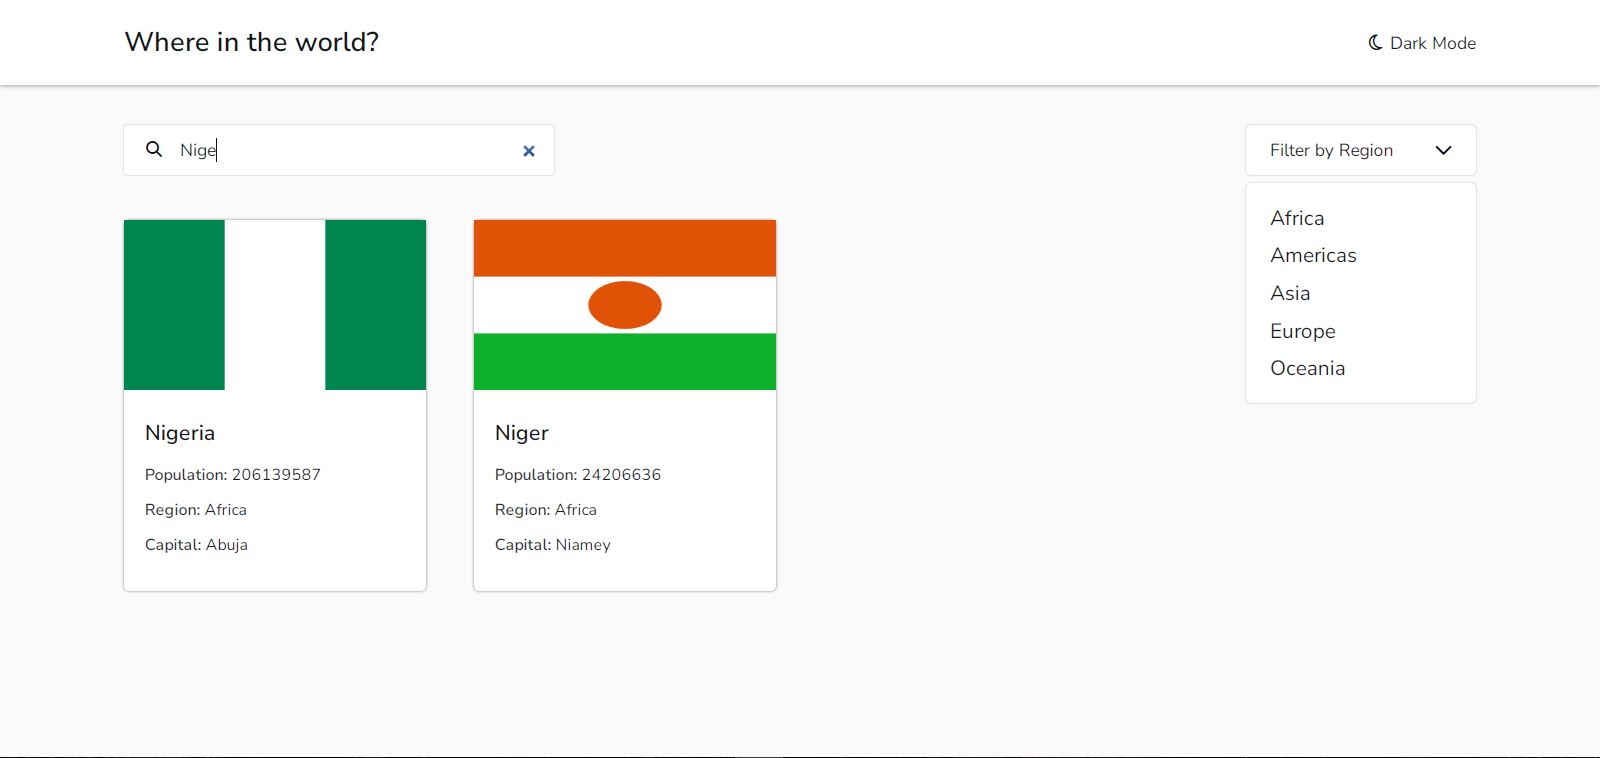 Where in the world?
Dark Mode
Nige
Filter by Region
Africa
Americas
Asia
Europe
Oceania
Nigeria
Population: 206139587
Region: Africa
Capital: Abuja
Niger
Population: 24206636
Region: Africa
Capital: Niamey